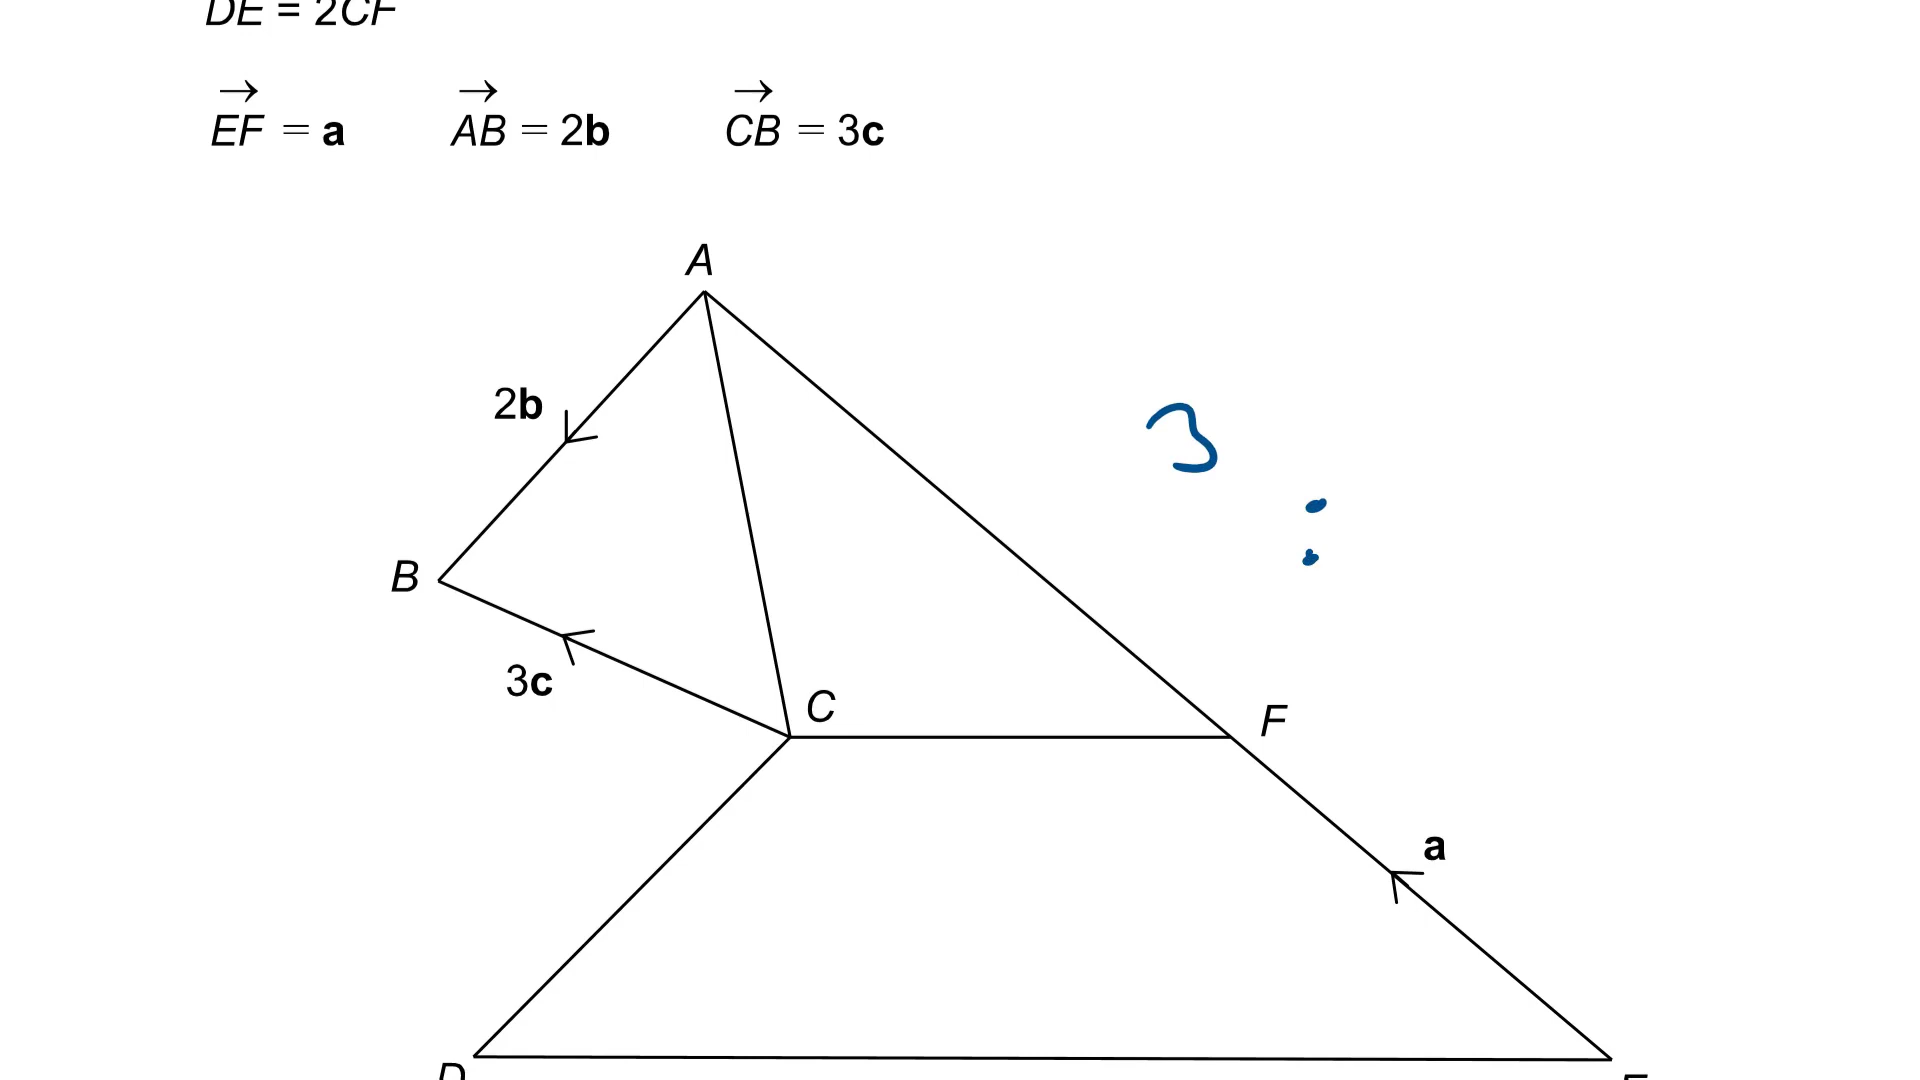 DE = 2CF
→ → →
EF = a AB = 2b CB = 3c
A
2b
3
:
B
3c
C
F
a
D
E